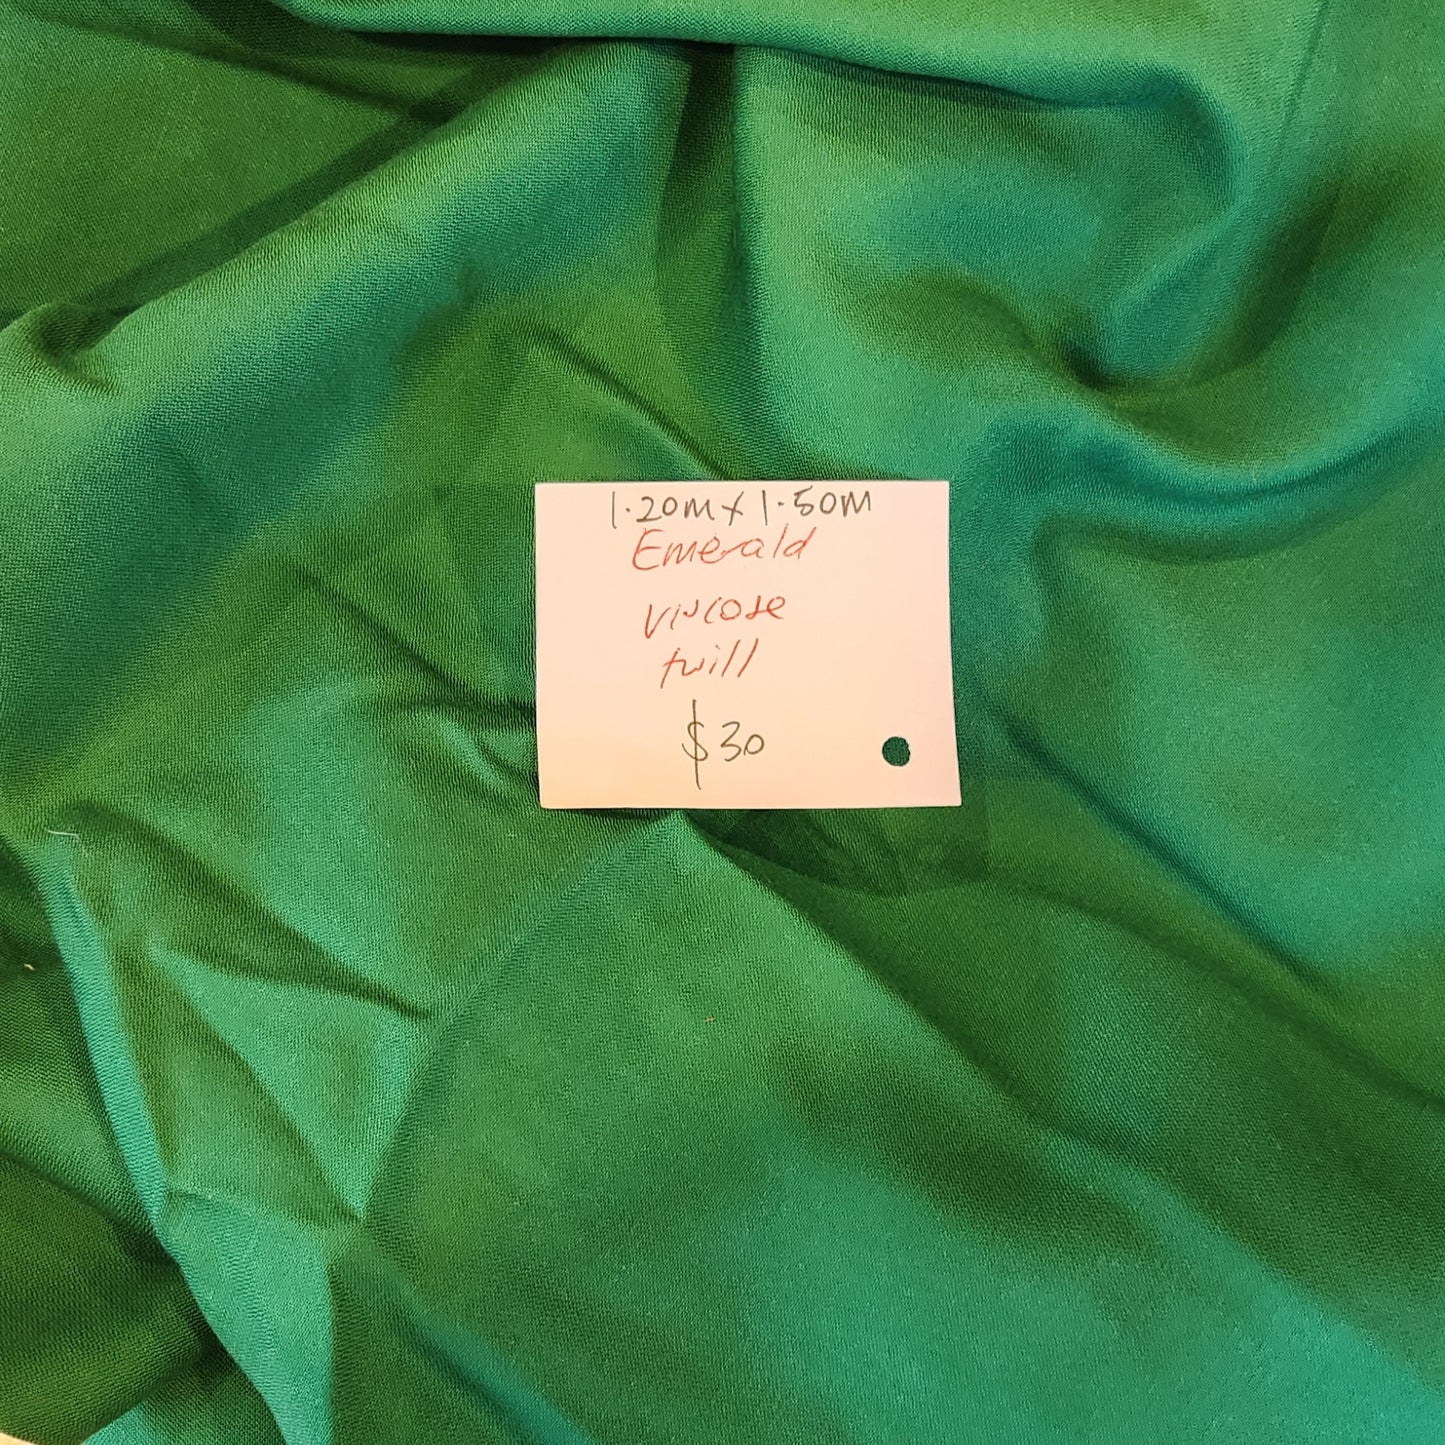 1.20M x 1.50M
Emerald
viscose
twill
$30